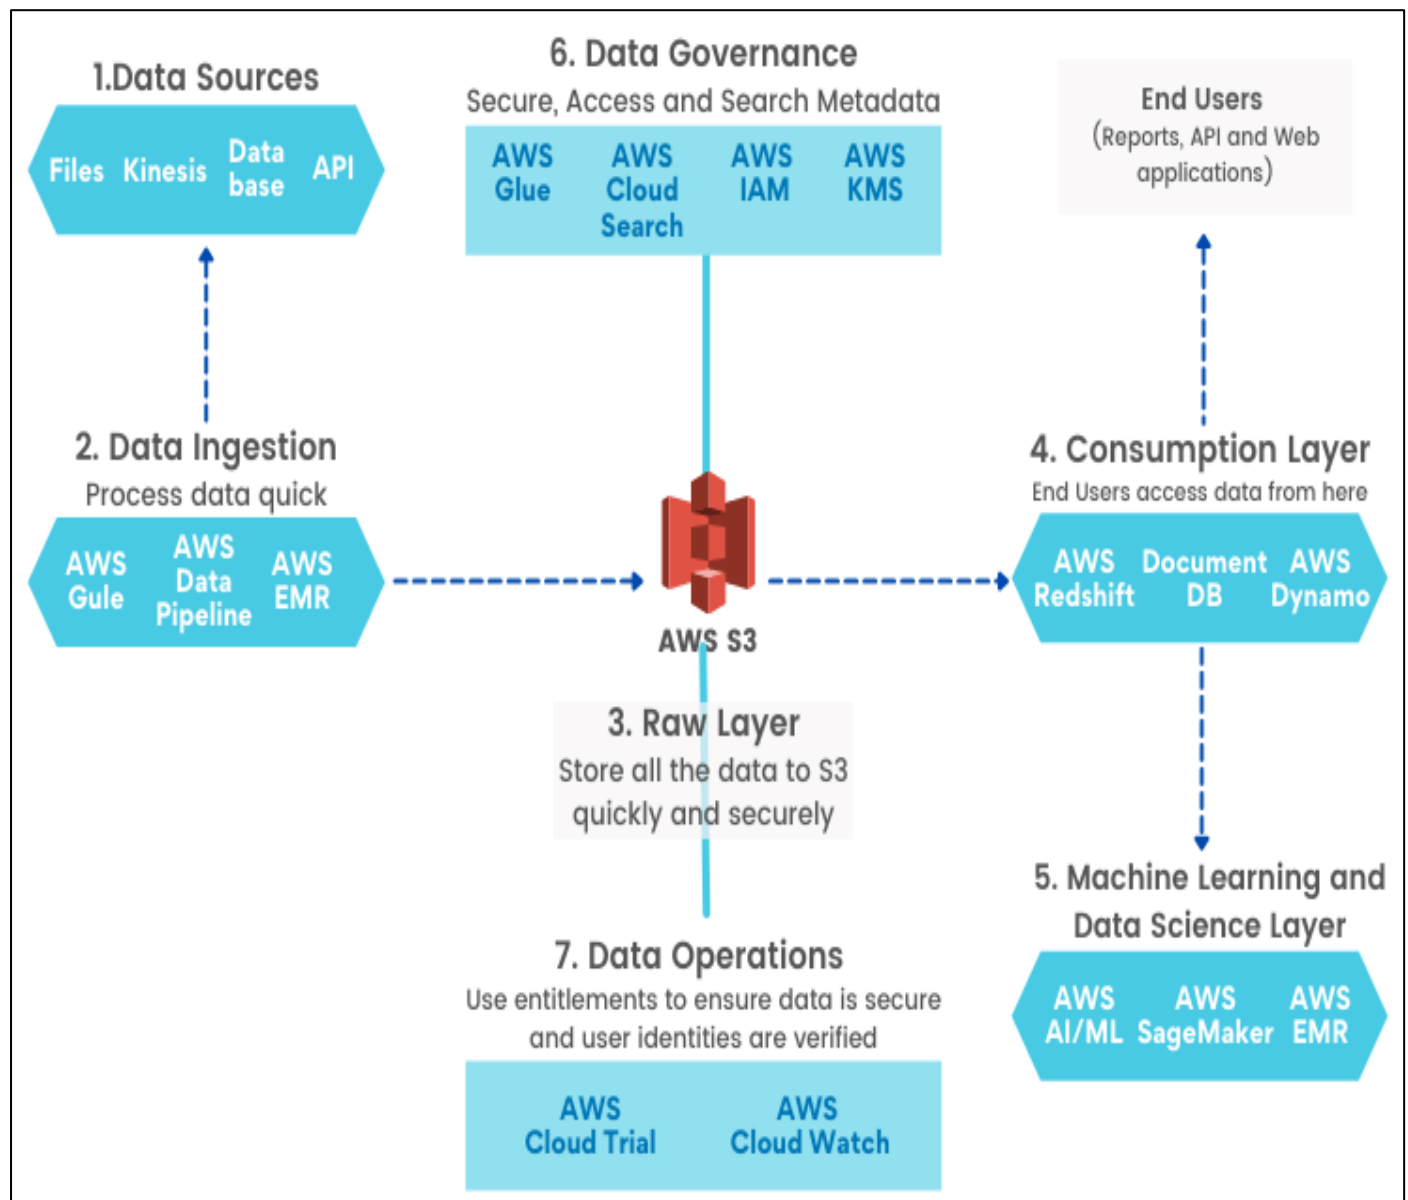 1.Data Sources
Files Kinesis Data base API
6. Data Governance
Secure, Access and Search Metadata
AWS Glue AWS Cloud Search AWS IAM AWS KMS
End Users
(Reports, API and Web
applications)
2. Data Ingestion
Process data quick
AWS Gule AWS Data Pipeline AWS EMR
AWS S3
3. Raw Layer
Store all the data to S3
quickly and securely
4. Consumption Layer
End Users access data from here
AWS Redshift Document DB AWS Dynamo
5. Machine Learning and
Data Science Layer
AWS AI/ML AWS SageMaker AWS EMR
7. Data Operations
Use entitlements to ensure data is secure
and user identities are verified
AWS Cloud Trial AWS Cloud Watch